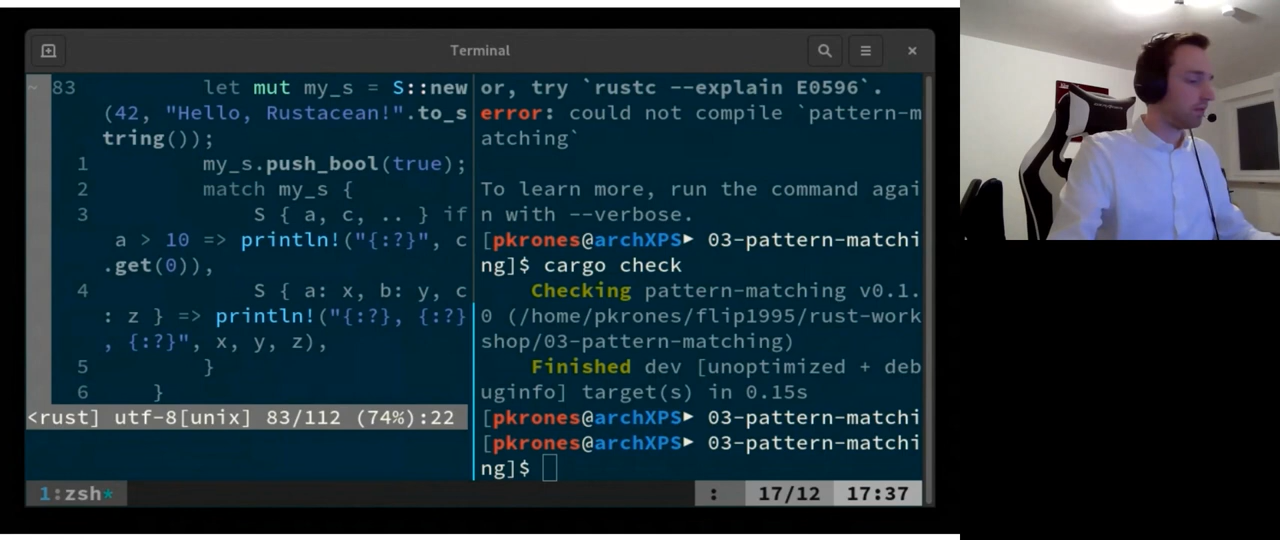 Terminal
~ 83 let mut my_s = S::new
(42, "Hello, Rustacean!".to_s
tring());
1 my_s.push_bool(true);
2 match my_s {
3 S { a, c, .. } if
a > 10 => println!("{:?}", c
.get(0)),
4 S { a: x, b: y, c
: z } => println!("{:?}, {:?}
, {:?}", x, y, z),
5 }
6 }
<rust] utf-8[unix] 83/112 (74%):22
or, try `rustc --explain E0596`.
error: could not compile `pattern-m
atching`
To learn more, run the command agai
n with --verbose.
[pkrones@archXPS► 03-pattern-matchi
ng]$ cargo check
Checking pattern-matching v0.1.
0 (/home/pkrones/flip1995/rust-work
shop/03-pattern-matching)
Finished dev [unoptimized + deb
uginfo] target(s) in 0.15s
[pkrones@archXPS► 03-pattern-matchi
[pkrones@archXPS► 03-pattern-matchi
ng]$
1:zsh* : 17/12 17:37